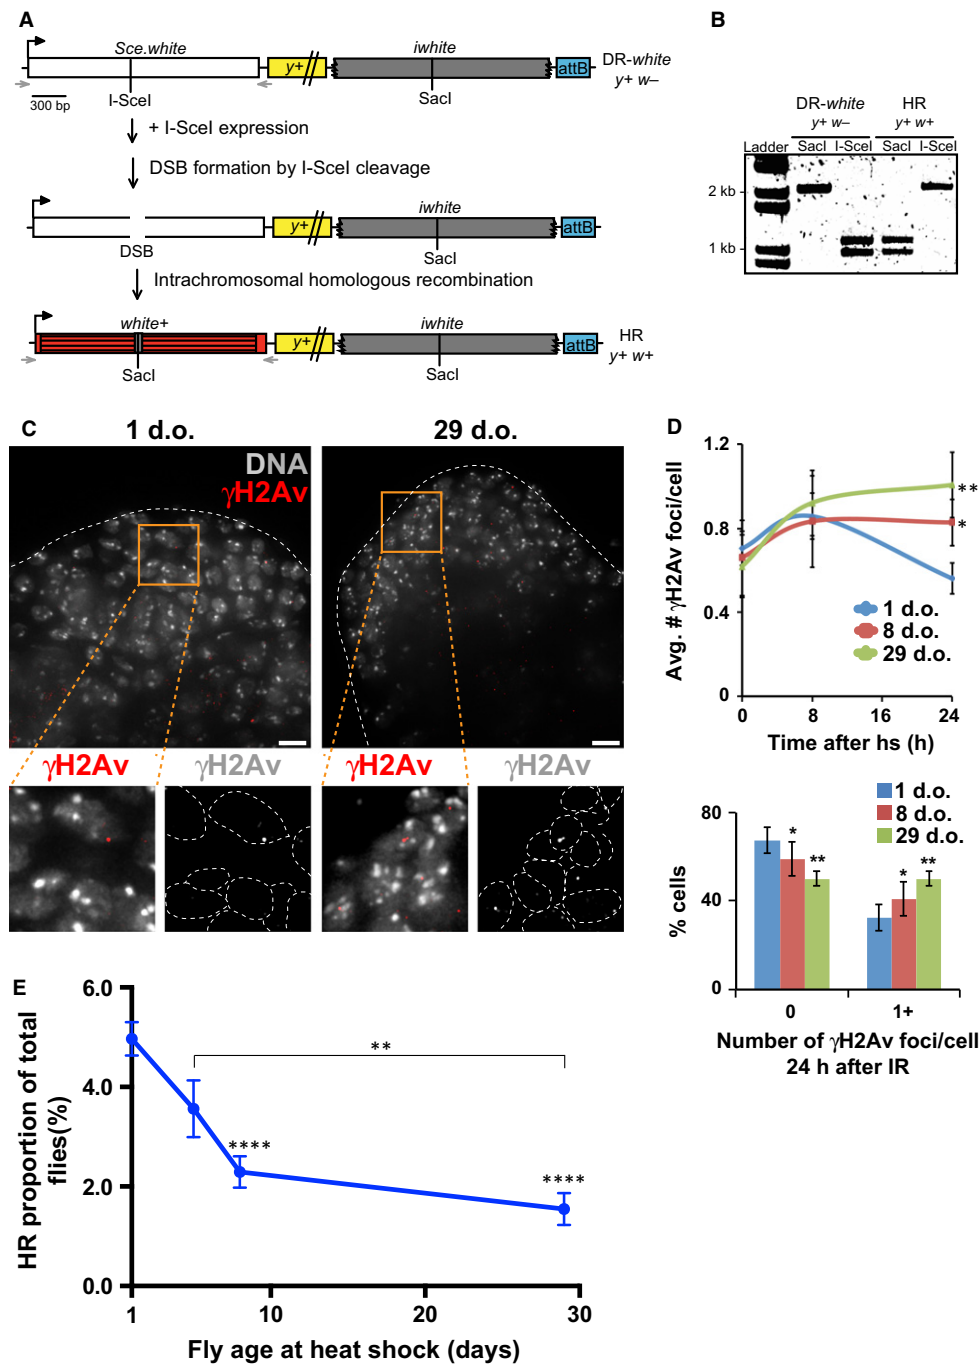 A
Sce.white
y+
iwhite
attB
DR-white
y+ w–
300 bp
I-SceI
SacI
+ I-SceI expression
DSB formation by I-SceI cleavage
y+
iwhite
attB
DSB
SacI
Intrachromosomal homologous recombination
white+
y+
iwhite
attB
HR
y+ w+
SacI
SacI
B
DR-white
y+ w–
HR
y+ w+
Ladder
SacI
I-SceI
SacI
I-SceI
2 kb
1 kb
C
1 d.o.
29 d.o.
DNA
γH2Av
γH2Av
γH2Av
γH2Av
γH2Av
D
Avg. # γH2Av foci/cell
1.2
0.8
0.4
0
**
*
1 d.o.
8 d.o.
29 d.o.
0
8
16
24
Time after hs (h)
1 d.o.
8 d.o.
29 d.o.
% cells
80
40
0
*
**
*
**
0
1+
Number of γH2Av foci/cell
24 h after IR
E
HR proportion of total
flies(%)
6.0
4.0
2.0
0.0
**
****
****
1
10
20
30
Fly age at heat shock (days)